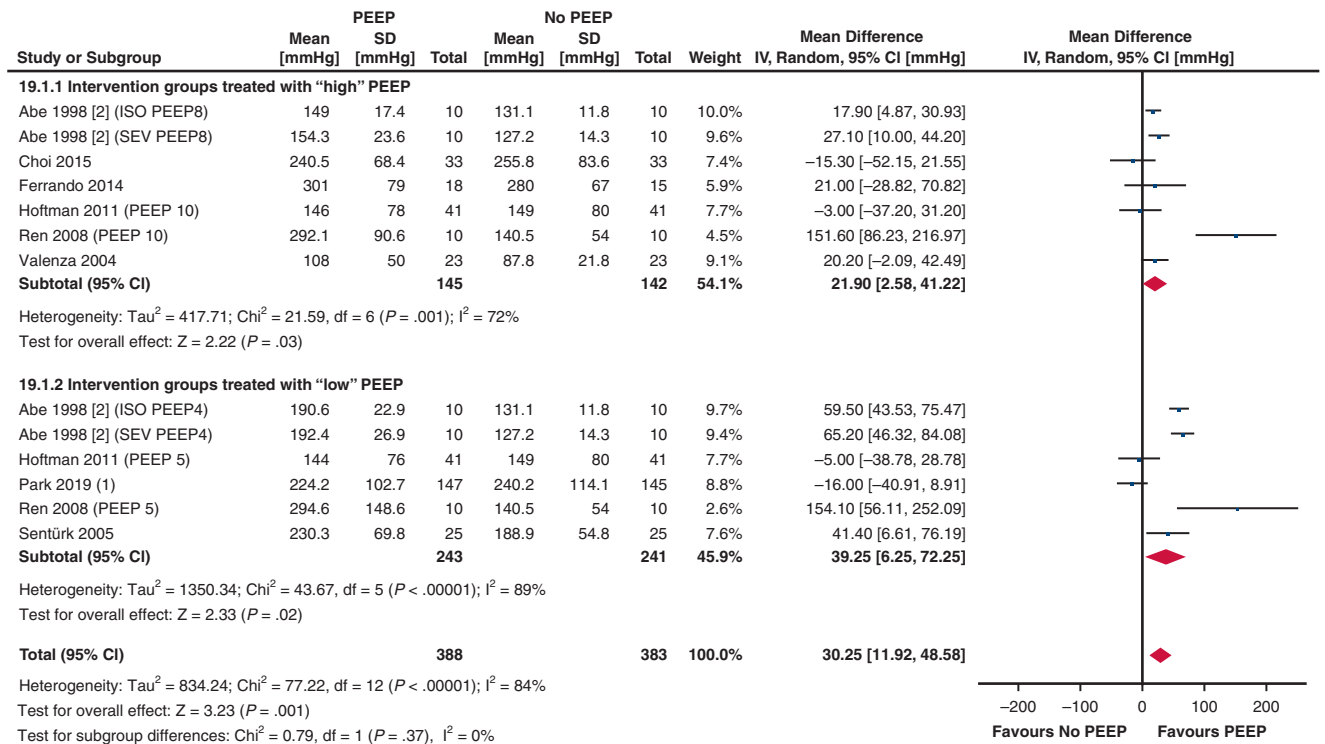 PEEP No PEEP
Mean SD Mean SD Mean Difference Mean Difference
Study or Subgroup [mmHg] [mmHg] Total [mmHg] [mmHg] Total Weight IV, Random, 95% CI [mmHg] IV, Random, 95% CI [mmHg]
19.1.1 Intervention groups treated with “high” PEEP
Abe 1998 [2] (ISO PEEP8) 149 17.4 10 131.1 11.8 10 10.0% 17.90 [4.87, 30.93]
Abe 1998 [2] (SEV PEEP8) 154.3 23.6 10 127.2 14.3 10 9.6% 27.10 [10.00, 44.20]
Choi 2015 240.5 68.4 33 255.8 83.6 33 7.4% –15.30 [–52.15, 21.55]
Ferrando 2014 301 79 18 280 67 15 5.9% 21.00 [–28.82, 70.82]
Hoftman 2011 (PEEP 10) 146 78 41 149 80 41 7.7% –3.00 [–37.20, 31.20]
Ren 2008 (PEEP 10) 292.1 90.6 10 140.5 54 10 4.5% 151.60 [86.23, 216.97]
Valenza 2004 108 50 23 87.8 21.8 23 9.1% 20.20 [–2.09, 42.49]
Subtotal (95% CI) 145 142 54.1% 21.90 [2.58, 41.22]
Heterogeneity: Tau² = 417.71; Chi² = 21.59, df = 6 (P = .001); I² = 72%
Test for overall effect: Z = 2.22 (P = .03)
19.1.2 Intervention groups treated with “low” PEEP
Abe 1998 [2] (ISO PEEP4) 190.6 22.9 10 131.1 11.8 10 9.7% 59.50 [43.53, 75.47]
Abe 1998 [2] (SEV PEEP4) 192.4 26.9 10 127.2 14.3 10 9.4% 65.20 [46.32, 84.08]
Hoftman 2011 (PEEP 5) 144 76 41 149 80 41 7.7% –5.00 [–38.78, 28.78]
Park 2019 (1) 224.2 102.7 147 240.2 114.1 145 8.8% –16.00 [–40.91, 8.91]
Ren 2008 (PEEP 5) 294.6 148.6 10 140.5 54 10 2.6% 154.10 [56.11, 252.09]
Sentürk 2005 230.3 69.8 25 188.9 54.8 25 7.6% 41.40 [6.61, 76.19]
Subtotal (95% CI) 243 241 45.9% 39.25 [6.25, 72.25]
Heterogeneity: Tau² = 1350.34; Chi² = 43.67, df = 5 (P < .00001); I² = 89%
Test for overall effect: Z = 2.33 (P = .02)
Total (95% CI) 388 383 100.0% 30.25 [11.92, 48.58]
Heterogeneity: Tau² = 834.24; Chi² = 77.22, df = 12 (P < .00001); I² = 84%
Test for overall effect: Z = 3.23 (P = .001)
Test for subgroup differences: Chi² = 0.79, df = 1 (P = .37), I² = 0%
–200 –100 0 100 200
Favours No PEEP Favours PEEP